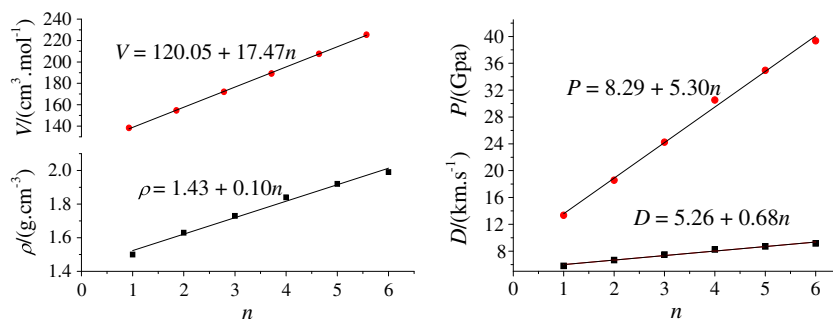 240
220
200
180
160
140
V/(cm³.mol⁻¹)
V = 120.05 + 17.47n
2.0
1.8
1.6
1.4
ρ/(g.cm⁻³)
ρ = 1.43 + 0.10n
0 1 2 3 4 5 6
n
40
36
32
28
24
20
16
12
8
P/(Gpa)
D/(km.s⁻¹)
P = 8.29 + 5.30n
D = 5.26 + 0.68n
0 1 2 3 4 5 6
n